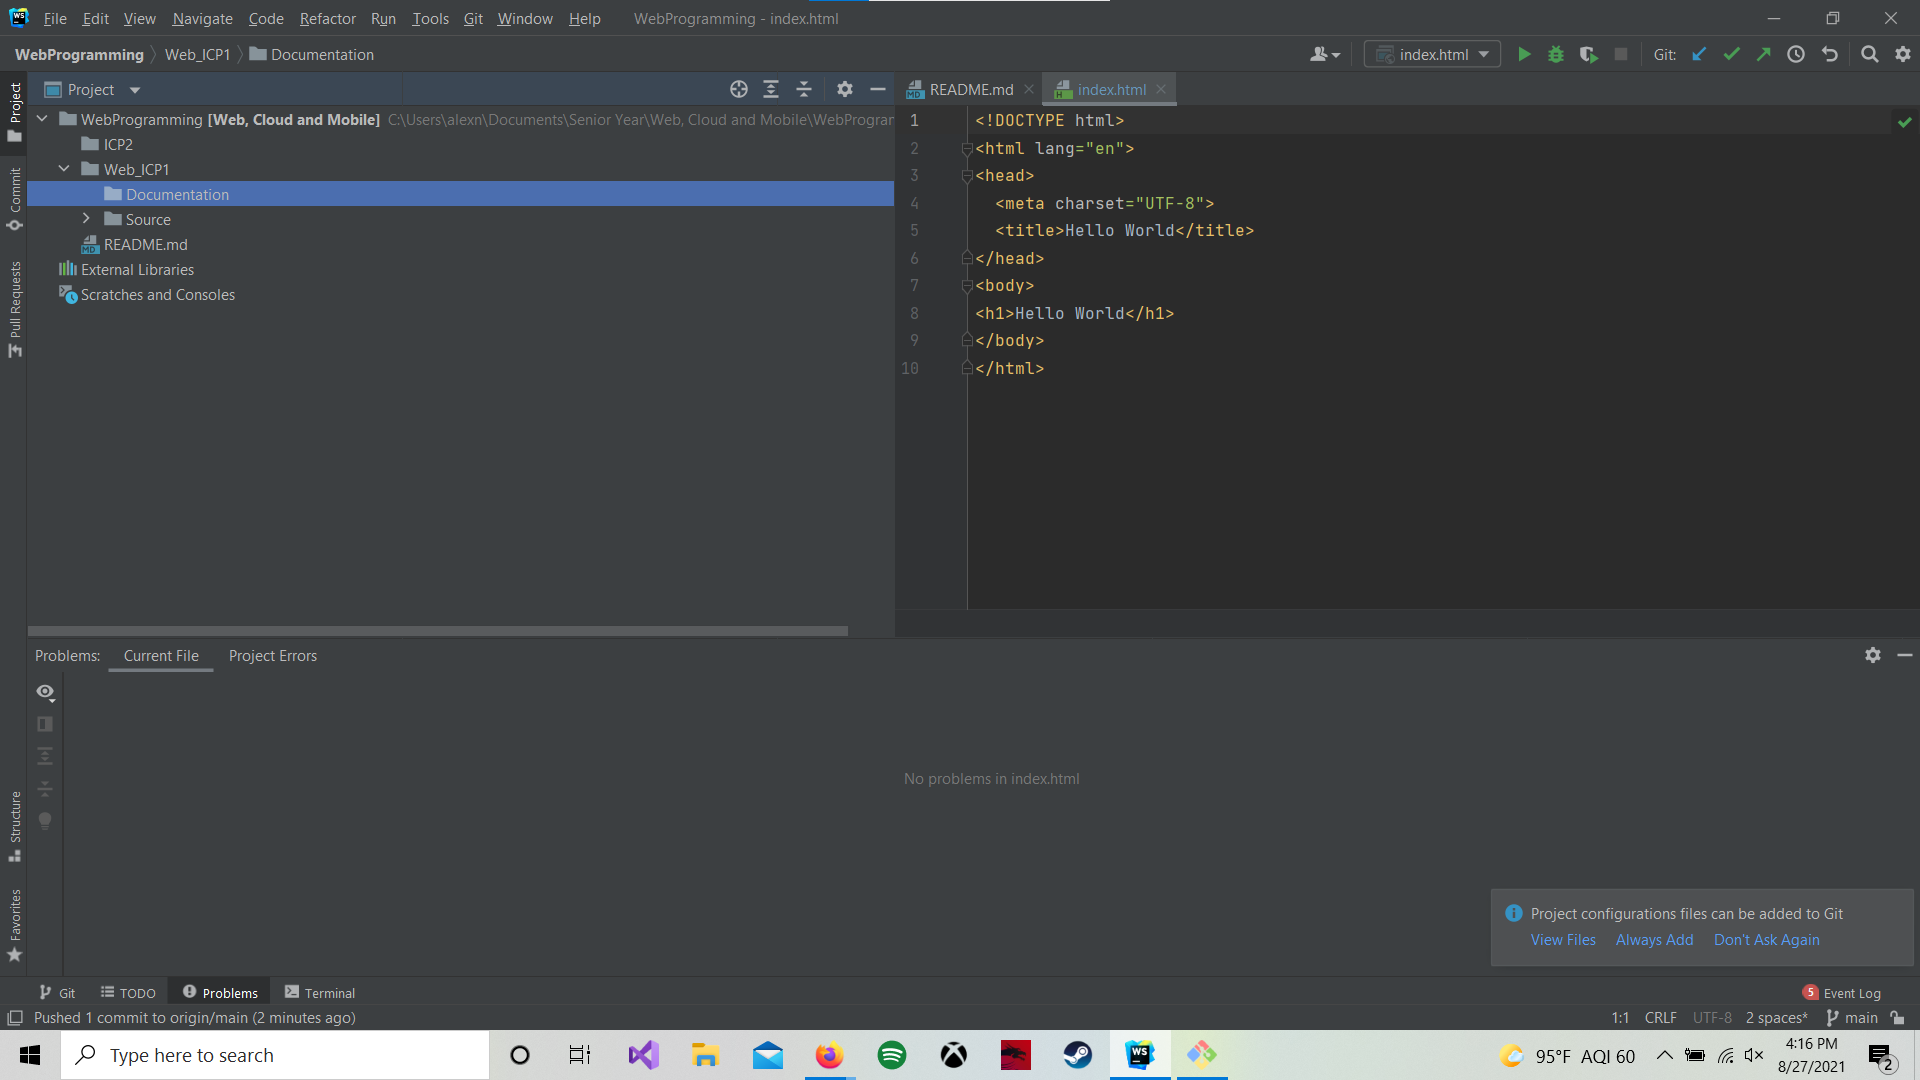 File Edit View Navigate Code Refactor Run Tools Git Window Help WebProgramming - index.html
WebProgramming Web_ICP1 Documentation index.html Git:
Project
README.md index.html
Project
Commit
Pull Requests
Structure
Favorites
WebProgramming [Web, Cloud and Mobile] C:\Users\alexn\Documents\Senior Year\Web, Cloud and Mobile\WebProgram
ICP2
Web_ICP1
Documentation
Source
README.md
External Libraries
Scratches and Consoles
1 <!DOCTYPE html>
2 <html lang="en">
3 <head>
4 <meta charset="UTF-8">
5 <title>Hello World</title>
6 </head>
7 <body>
8 <h1>Hello World</h1>
9 </body>
10 </html>
Problems: Current File Project Errors
No problems in index.html
Project configurations files can be added to Git
View Files Always Add Don't Ask Again
Git TODO Problems Terminal 5 Event Log
Pushed 1 commit to origin/main (2 minutes ago) 1:1 CRLF UTF-8 2 spaces* main
Type here to search 95°F AQI 60 4:16 PM
8/27/2021 2